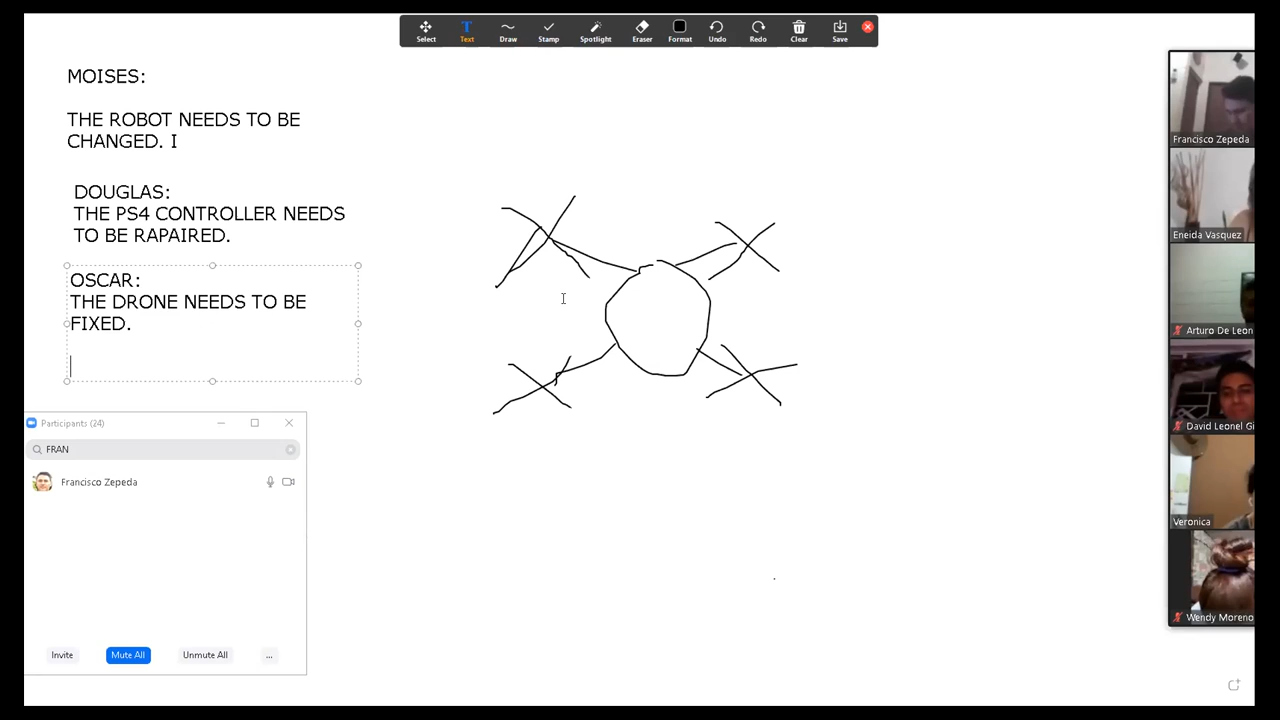 Select Text Draw Stamp Spotlight Eraser Format Undo Redo Clear Save
MOISES:
THE ROBOT NEEDS TO BE
CHANGED. I
DOUGLAS:
THE PS4 CONTROLLER NEEDS
TO BE RAPAIRED.
OSCAR:
THE DRONE NEEDS TO BE
FIXED.
Participants (24)
FRAN
Francisco Zepeda
Invite Mute All Unmute All ...
Francisco Zepeda
Eneida Vasquez
Arturo De Leon
David Leonel Gi
Veronica
Wendy Moreno